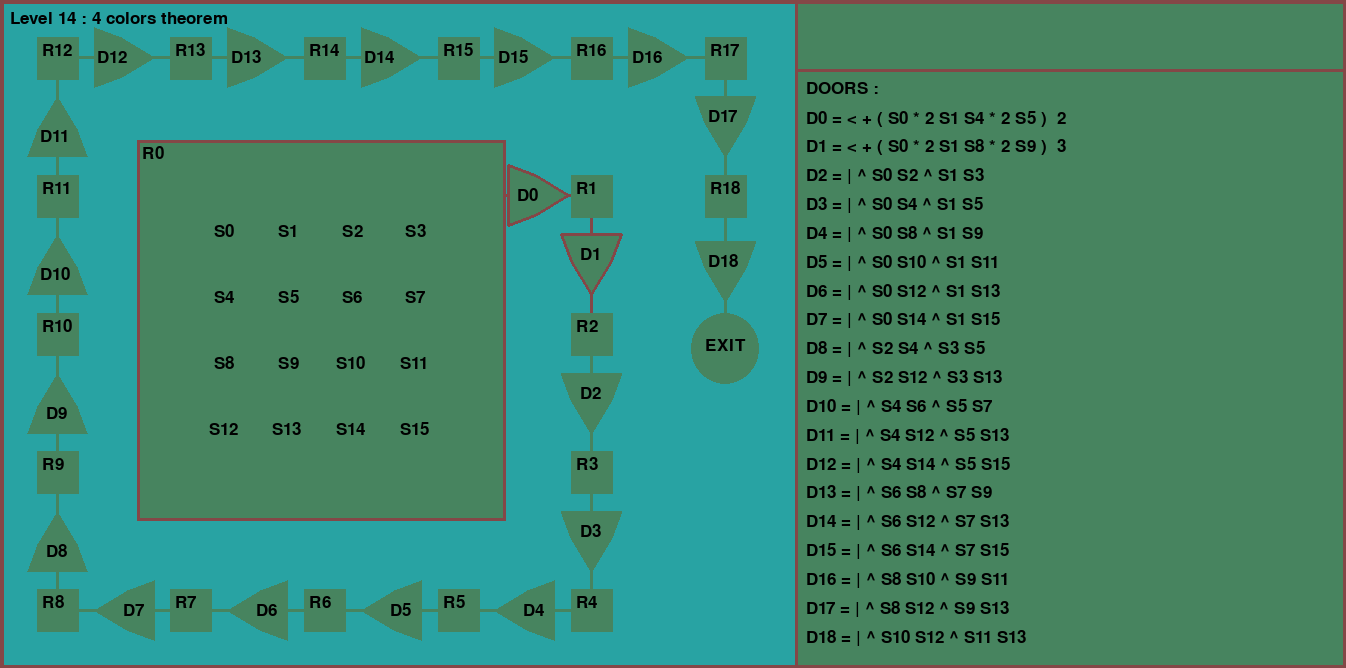 Level 14 : 4 colors theorem
R12 D12 R13 D13 R14 D14 R15 D15 R16 D16 R17
D11
D17
R0
R11
D0 R1
R18
S0 S1 S2 S3
D10
D1
D18
S4 S5 S6 S7
R10
R2
EXIT
S8 S9 S10 S11
D9
D2
S12 S13 S14 S15
R9
R3
D8
D3
R8 D7 R7 D6 R6 D5 R5 D4 R4
DOORS :
D0 = < + ( S0 * 2 S1 S4 * 2 S5 ) 2
D1 = < + ( S0 * 2 S1 S8 * 2 S9 ) 3
D2 = | ^ S0 S2 ^ S1 S3
D3 = | ^ S0 S4 ^ S1 S5
D4 = | ^ S0 S8 ^ S1 S9
D5 = | ^ S0 S10 ^ S1 S11
D6 = | ^ S0 S12 ^ S1 S13
D7 = | ^ S0 S14 ^ S1 S15
D8 = | ^ S2 S4 ^ S3 S5
D9 = | ^ S2 S12 ^ S3 S13
D10 = | ^ S4 S6 ^ S5 S7
D11 = | ^ S4 S12 ^ S5 S13
D12 = | ^ S4 S14 ^ S5 S15
D13 = | ^ S6 S8 ^ S7 S9
D14 = | ^ S6 S12 ^ S7 S13
D15 = | ^ S6 S14 ^ S7 S15
D16 = | ^ S8 S10 ^ S9 S11
D17 = | ^ S8 S12 ^ S9 S13
D18 = | ^ S10 S12 ^ S11 S13